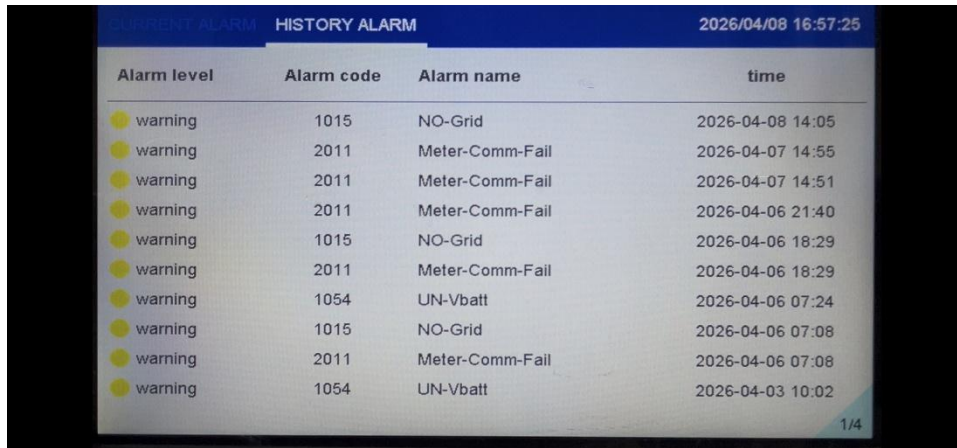 CURRENT ALARM HISTORY ALARM 2026/04/08 16:57:25
Alarm level Alarm code Alarm name time
warning 1015 NO-Grid 2026-04-08 14:05
warning 2011 Meter-Comm-Fail 2026-04-07 14:55
warning 2011 Meter-Comm-Fail 2026-04-07 14:51
warning 2011 Meter-Comm-Fail 2026-04-06 21:40
warning 1015 NO-Grid 2026-04-06 18:29
warning 2011 Meter-Comm-Fail 2026-04-06 18:29
warning 1054 UN-Vbatt 2026-04-06 07:24
warning 1015 NO-Grid 2026-04-06 07:08
warning 2011 Meter-Comm-Fail 2026-04-06 07:08
warning 1054 UN-Vbatt 2026-04-03 10:02
1/4